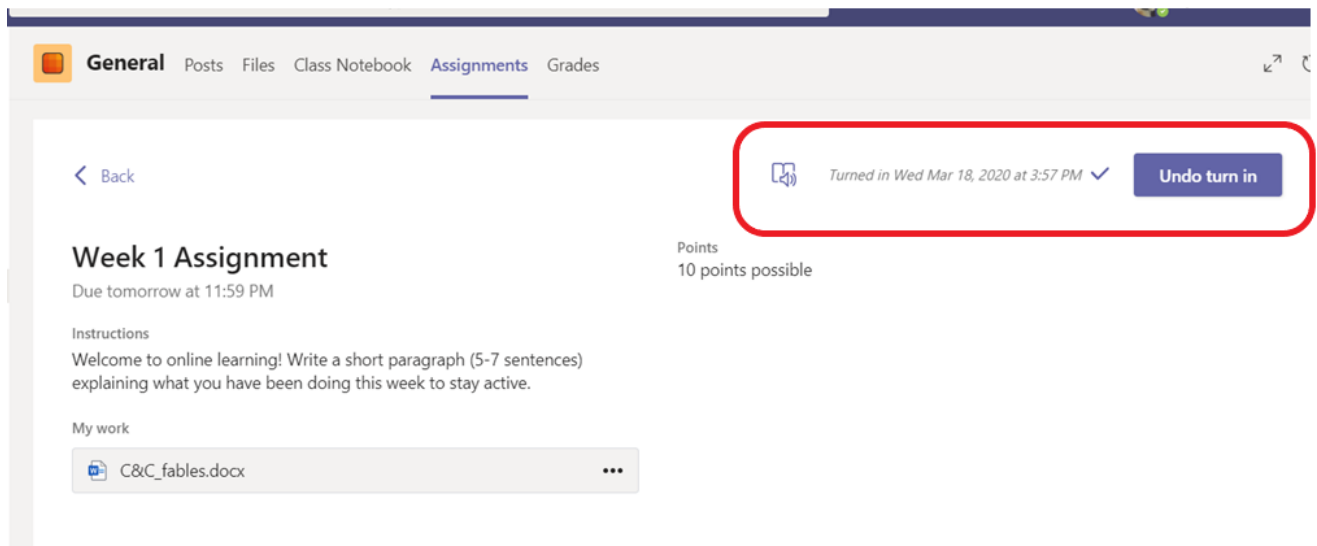 General Posts Files Class Notebook Assignments Grades
Back
Turned in Wed Mar 18, 2020 at 3:57 PM
Undo turn in
Week 1 Assignment
Due tomorrow at 11:59 PM
Points
10 points possible
Instructions
Welcome to online learning! Write a short paragraph (5-7 sentences)
explaining what you have been doing this week to stay active.
My work
C&C_fables.docx